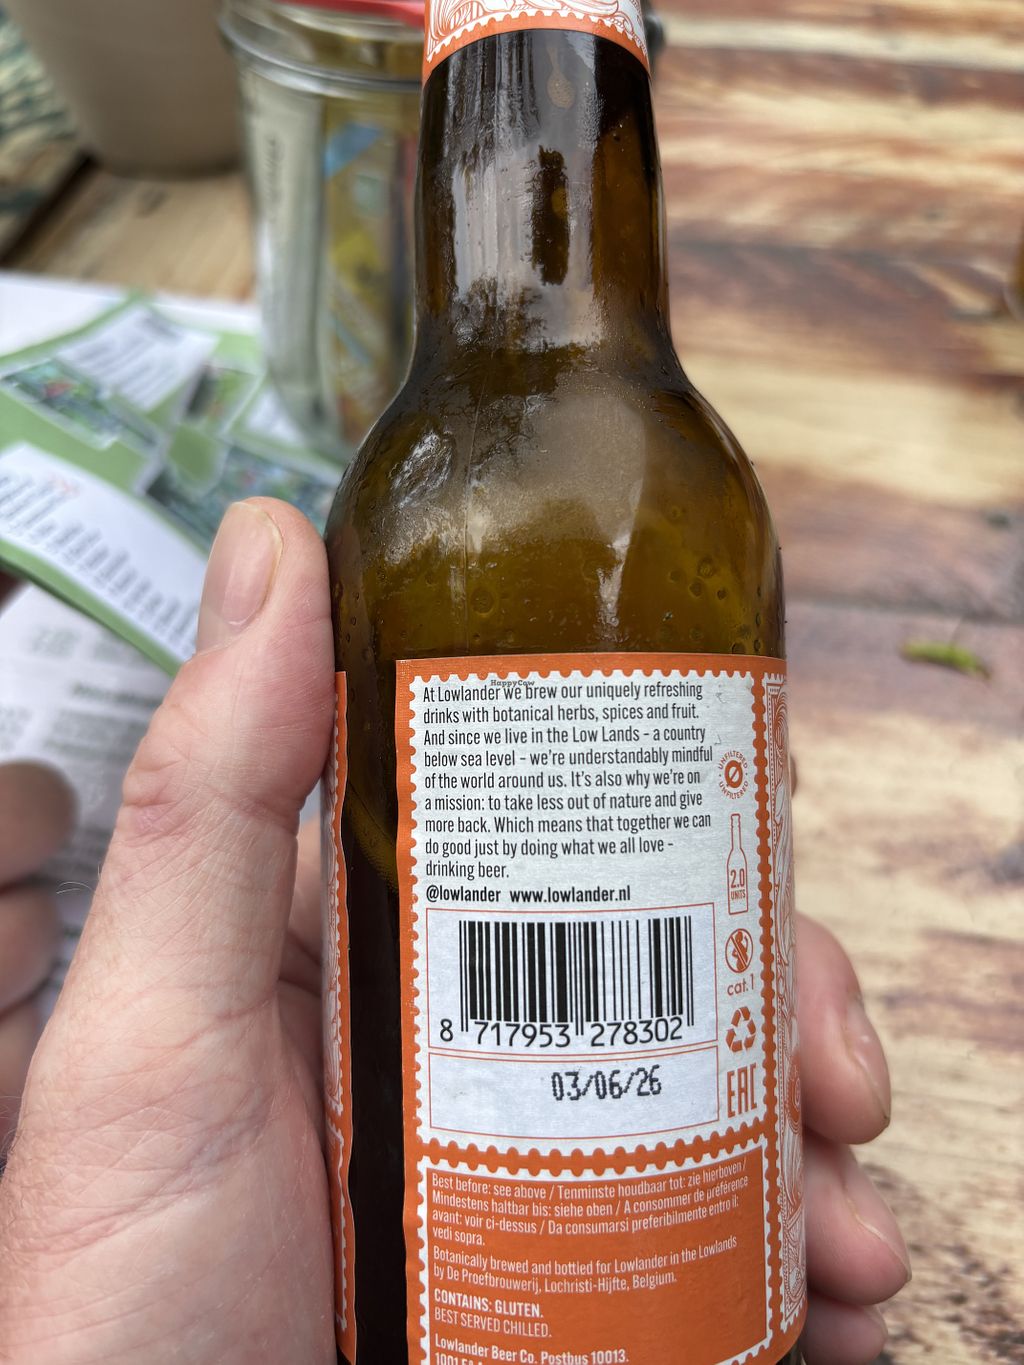 HappyCow
At Lowlander we brew our uniquely refreshing
drinks with botanical herbs, spices and fruit.
And since we live in the Low Lands - a country
below sea level - we're understandably mindful
of the world around us. It's also why we're on
a mission: to take less out of nature and give
more back. Which means that together we can
do good just by doing what we all love -
drinking beer.
@lowlander www.lowlander.nl
UNFILTERED
UNFILTERED
2.0
UNITS
cat.1
8 717953 278302
03/06/26
EAC
Best before: see above / Tenminste houdbaar tot: zie hierboven /
Mindestens haltbar bis: siehe oben / A consommer de préférence
avant: voir ci-dessus / Da consumarsi preferibilmente entro il:
vedi sopra.
Botanically brewed and bottled for Lowlander in the Lowlands
by De Proefbrouwerij, Lochristi-Hijfte, Belgium.
CONTAINS: GLUTEN.
BEST SERVED CHILLED.
Lowlander Beer Co. Postbus 10013.